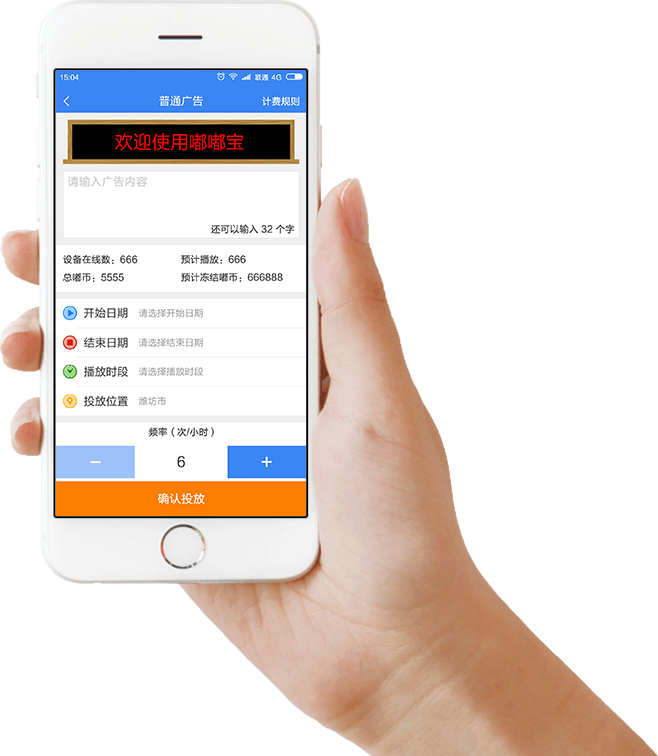 15:04 联通 4G
普通广告 计费规则
欢迎使用嘟嘟宝
请输入广告内容
还可以输入 32 个字
设备在线数：666 预计播放：666
总嘟币：5555 预计冻结嘟币：666888
开始日期 请选择开始日期
结束日期 请选择结束日期
播放时段 请选择播放时段
投放位置 潍坊市
频率（次/小时）
− 6 +
确认投放